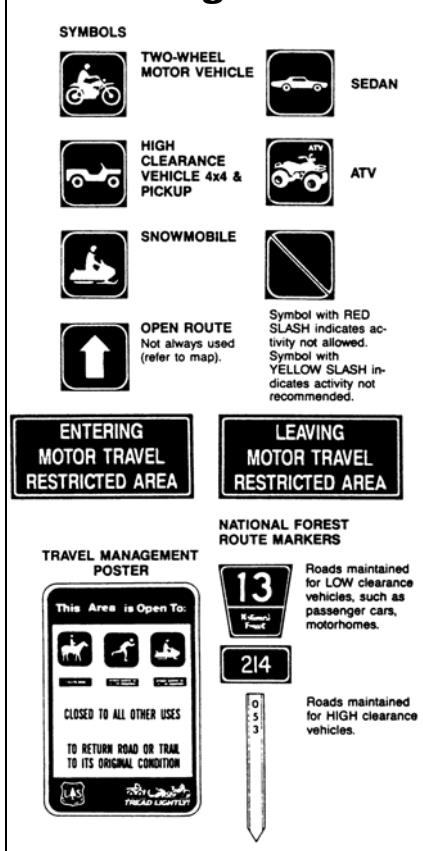 SYMBOLS
TWO-WHEEL
MOTOR VEHICLE
SEDAN
HIGH
CLEARANCE
VEHICLE 4x4 &
PICKUP
ATV
ATV
SNOWMOBILE
OPEN ROUTE
Not always used
(refer to map).
Symbol with RED
SLASH indicates ac-
tivity not allowed.
Symbol with
YELLOW SLASH in-
dicates activity not
recommended.
ENTERING
MOTOR TRAVEL
RESTRICTED AREA
LEAVING
MOTOR TRAVEL
RESTRICTED AREA
TRAVEL MANAGEMENT
POSTER
This Area is Open To:
CLOSED TO ALL OTHER USES
TO RETURN ROAD OR TRAIL
TO ITS ORIGINAL CONDITION
TREAD LIGHTLY!
NATIONAL FOREST
ROUTE MARKERS
13
National
Forest
Roads maintained
for LOW clearance
vehicles, such as
passenger cars,
motorhomes.
214
0
5
3
Roads maintained
for HIGH clearance
vehicles.